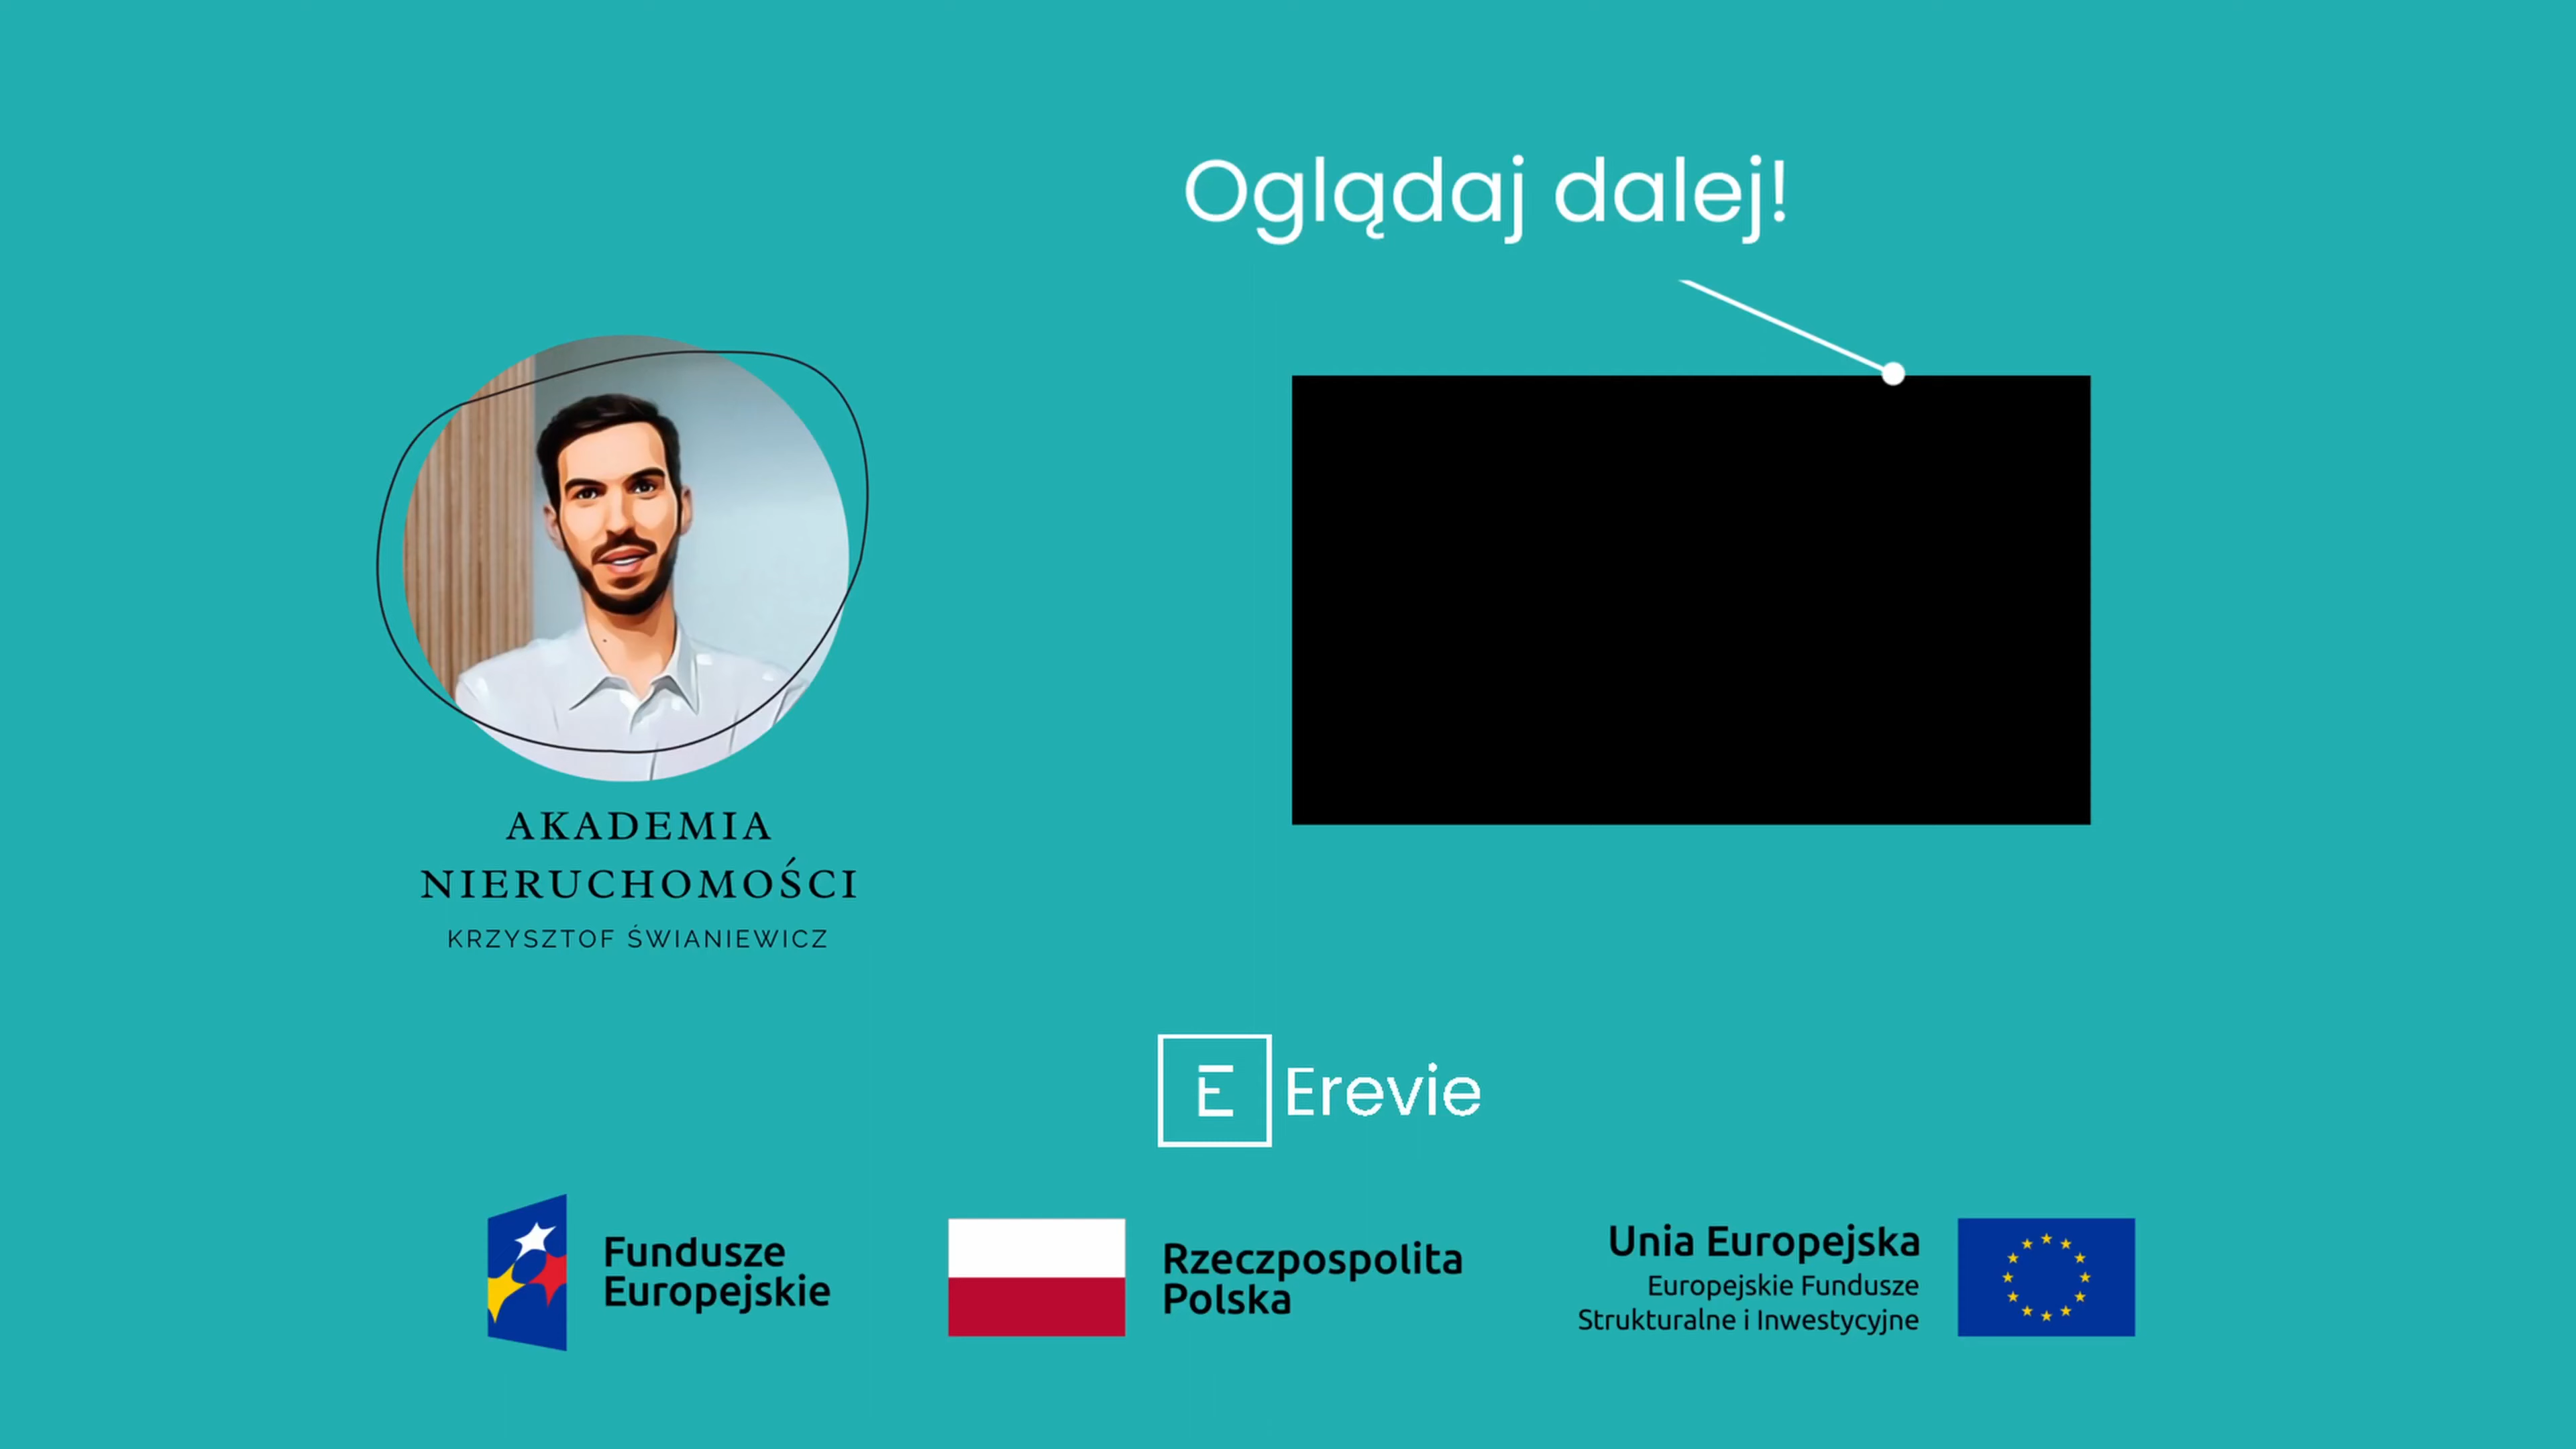 Oglądaj dalej!
AKADEMIA
NIERUCHOMOŚCI
KRZYSZTOF ŚWIANIEWICZ
E Erevie
Fundusze
Europejskie
Rzeczpospolita
Polska
Unia Europejska
Europejskie Fundusze
Strukturalne i Inwestycyjne